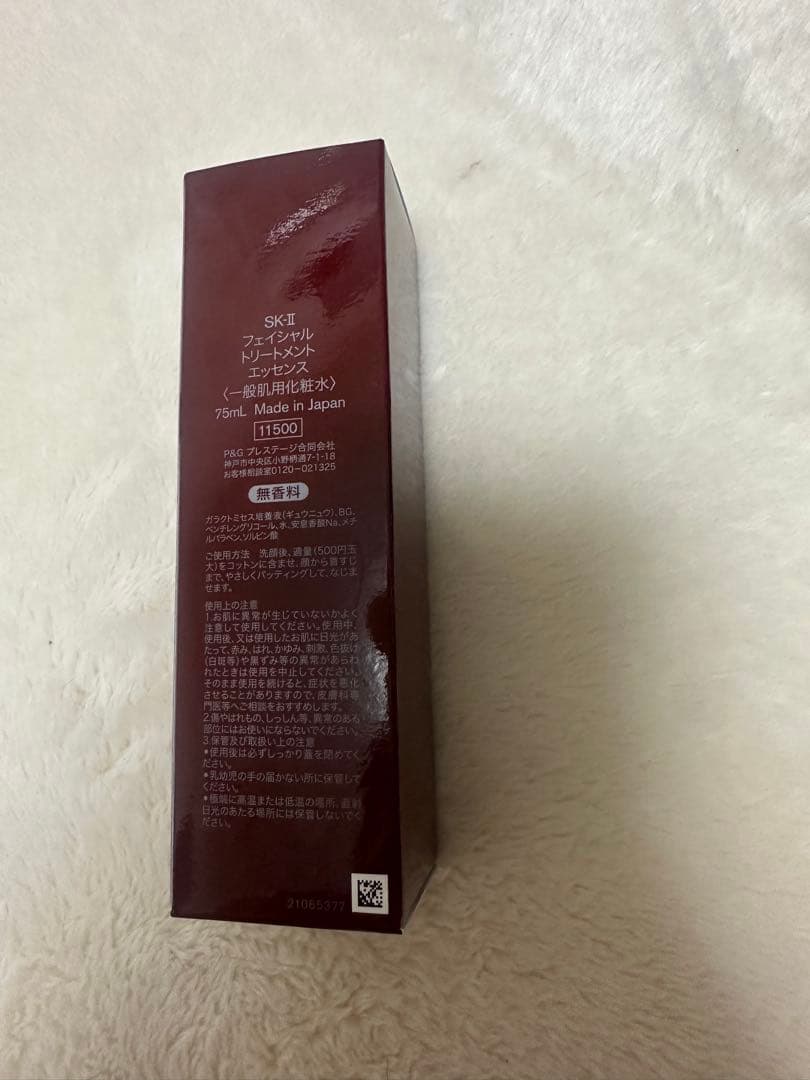 SK-Ⅱ
フェイシャル
トリートメント
エッセンス
〈一般肌用化粧水〉
75mL Made in Japan
11500
P&G プレステージ合同会社
神戸市中央区小野柄通7-1-18
お客様相談室0120-021325
無香料
ガラクトミセス培養液(ギュウニュウ)、BG、
ペンチレングリコール、水、安息香酸Na、メチ
ルパラベン、ソルビン酸
ご使用方法 洗顔後、適量(500円玉
大)をコットンに含ませ、顔から首すじ
まで、やさしくパッティングして、なじま
せます。
使用上の注意
1.お肌に異常が生じていないかよく
注意して使用してください。使用中、
使用後、又は使用したお肌に日光があ
たって、赤み、はれ、かゆみ、刺激、色抜け
(白斑等)や黒ずみ等の異常があらわ
れたときは使用を中止してください。
そのまま使用を続けると、症状を悪化
させることがありますので、皮膚科専
門医等へご相談をおすすめします。
2.傷やはれもの、しっしん等、異常のある
部位にはお使いにならないでください。
3.保管及び取扱い上の注意
•使用後は必ずしっかり蓋を閉めてく
ださい。
•乳幼児の手の届かない所に保管して
ください。
•極端に高温または低温の場所、直射
日光のあたる場所には保管しないでく
ださい。
21065377